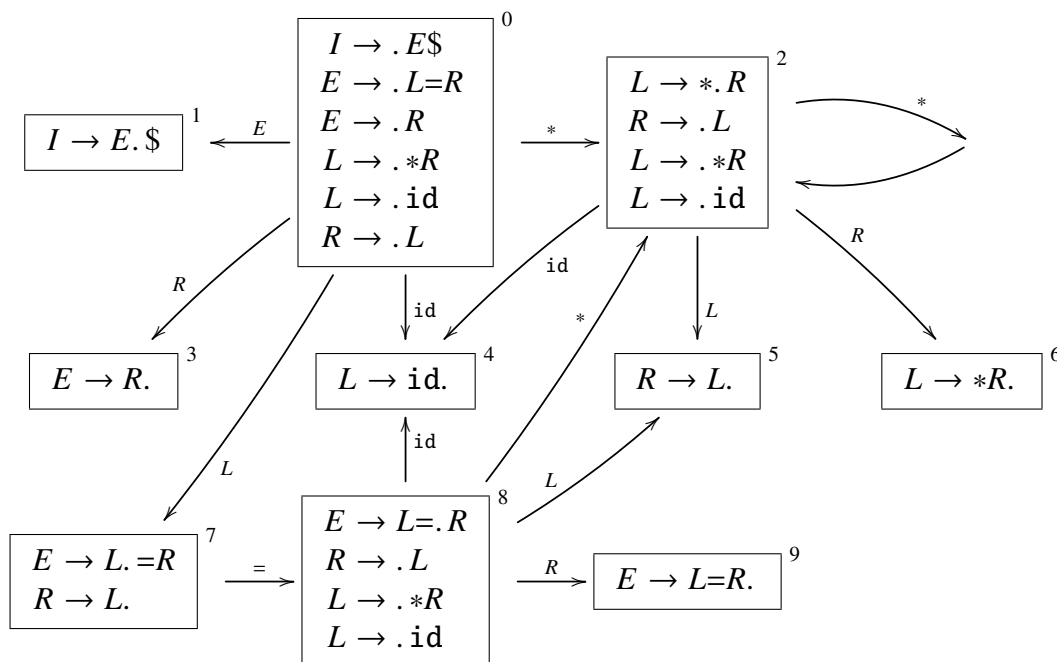 0
I → . E$
E → . L=R
E → . R
L → . *R
L → . id
R → . L
2
L → *. R
R → . L
L → . *R
L → . id
1
I → E. $
E
*
*
R
id
id
*
L
R
3
E → R.
4
L → id.
5
R → L.
6
L → *R.
L
id
L
7
E → L. =R
R → L.
=
8
E → L=. R
R → . L
L → . *R
L → . id
R
9
E → L=R.